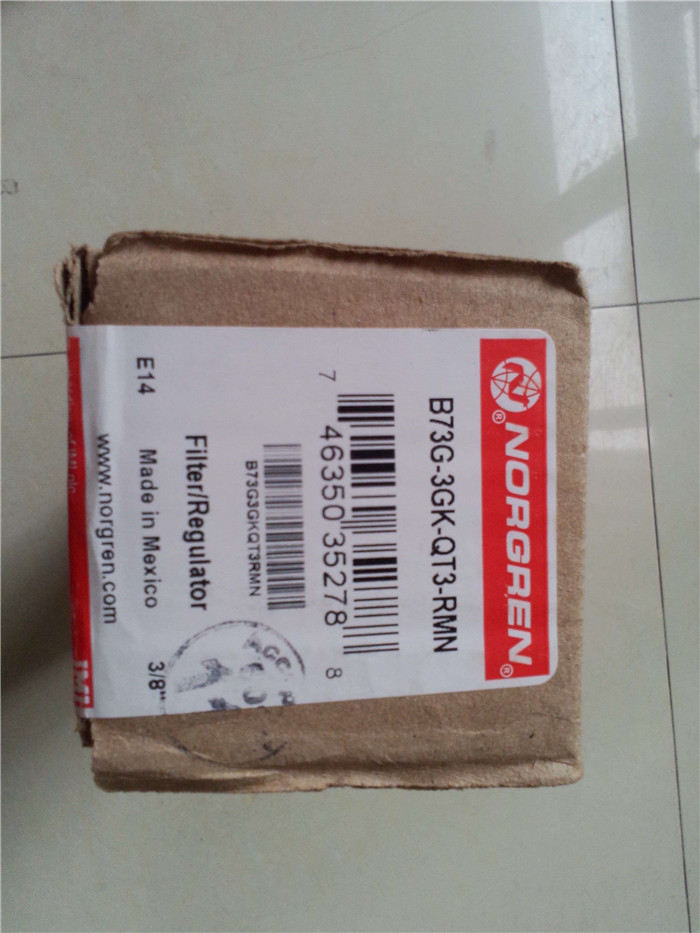 NORGREN
®
®
B73G-3GK-QT3-RMN
7 46350 35278 8
B73G3GKQT3RMN
Filter/Regulator
3/8"
E14
Made in Mexico
www.norgren.com